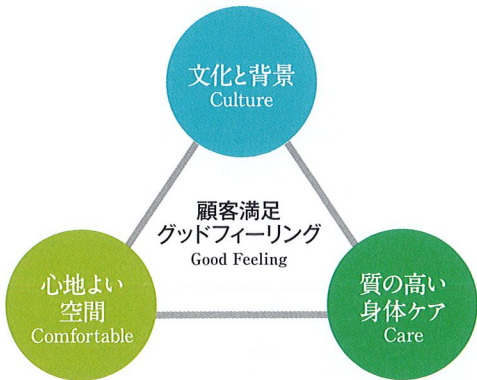 文化と背景
Culture
顧客満足
グッドフィーリング
Good Feeling
心地よい
空間
Comfortable
質の高い
身体ケア
Care